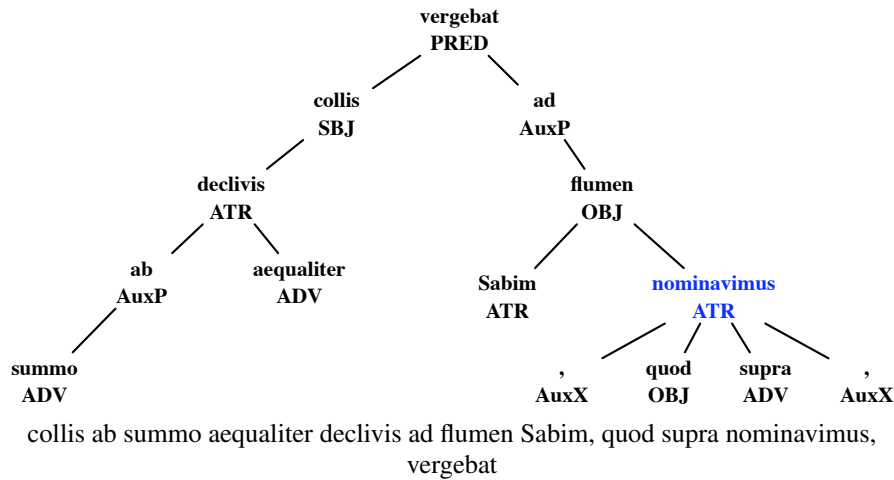 vergebat
PRED
collis ad
SBJ AuxP
declivis flumen
ATR OBJ
ab aequaliter Sabim nominavimus
AuxP ADV ATR ATR
summo , quod supra ,
ADV AuxX OBJ ADV AuxX
collis ab summo aequaliter declivis ad flumen Sabim, quod supra nominavimus,
vergebat